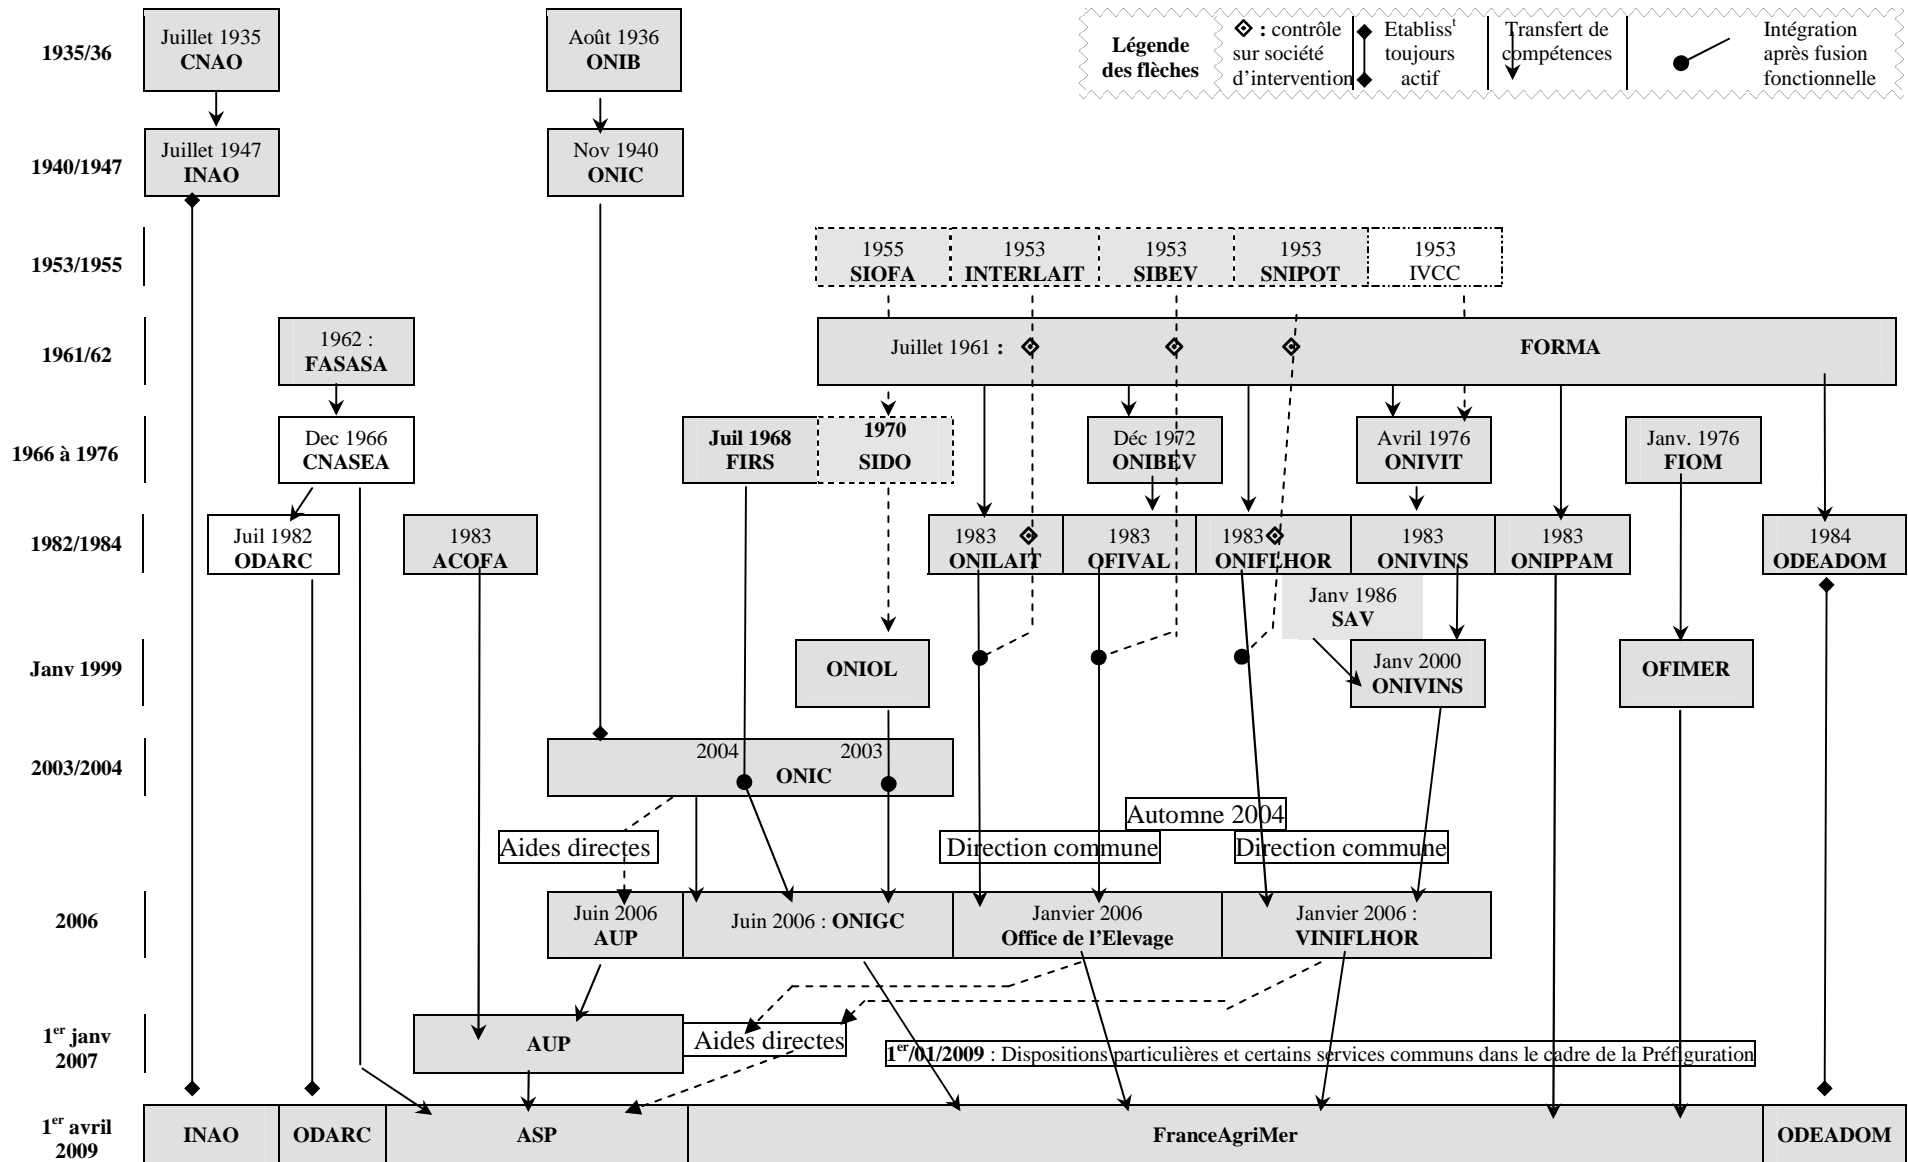 1935/36
Juillet 1935
CNAO
Août 1936
ONIB
Légende
des flèches
: contrôle
sur société
d’intervention
Etablissᵗ
toujours
actif
Transfert de
compétences
Intégration
après fusion
fonctionnelle
1940/1947
Juillet 1947
INAO
Nov 1940
ONIC
1953/1955
1955
SIOFA
1953
INTERLAIT
1953
SIBEV
1953
SNIPOT
1953
IVCC
1961/62
1962 :
FASASA
Juillet 1961 :
FORMA
1966 à 1976
Dec 1966
CNASEA
Juil 1968
FIRS
1970
SIDO
Déc 1972
ONIBEV
Avril 1976
ONIVIT
Janv. 1976
FIOM
1982/1984
Juil 1982
ODARC
1983
ACOFA
1983
ONILAIT
1983
OFIVAL
1983
ONIFLHOR
1983
ONIVINS
1983
ONIPPAM
1984
ODEADOM
Janv 1986
SAV
Janv 1999
ONIOL
Janv 2000
ONIVINS
OFIMER
2003/2004
2004
2003
ONIC
Automne 2004
Aides directes
Direction commune
Direction commune
2006
Juin 2006
AUP
Juin 2006 : ONIGC
Janvier 2006
Office de l’Elevage
Janvier 2006 :
VINIFLHOR
1er janv
2007
AUP
Aides directes
1er/01/2009 : Dispositions particulières et certains services communs dans le cadre de la Préfiguration
1er avril
2009
INAO
ODARC
ASP
FranceAgriMer
ODEADOM